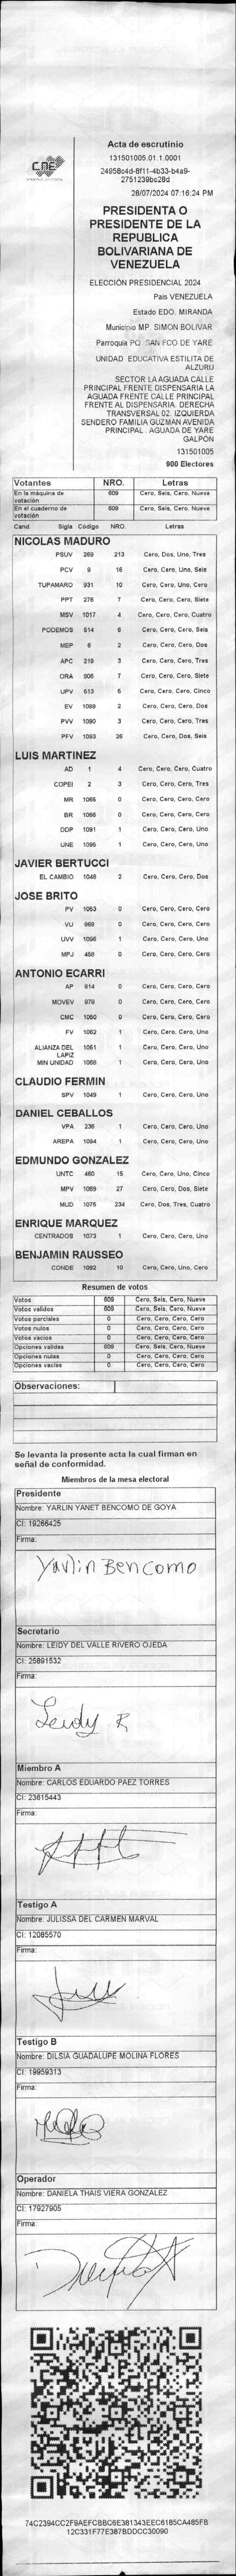 CNE
Acta de escrutinio
131501005.01.1.0001
24958c4d-8f11-4b33-b4a9-
2751239bc28d
28/07/2024 07:16:24 PM
PRESIDENTA O
PRESIDENTE DE LA
REPUBLICA
BOLIVARIANA DE
VENEZUELA
ELECCIÓN PRESIDENCIAL 2024
País VENEZUELA
Estado EDO. MIRANDA
Municipio MP. SIMON BOLIVAR
Parroquia PQ. SAN FCO DE YARE
UNIDAD EDUCATIVA ESTILITA DE
ALZURU
SECTOR LA AGUADA CALLE
PRINCIPAL FRENTE DISPENSARIA LA
AGUADA FRENTE CALLE PRINCIPAL
FRENTE AL DISPENSARIA. DERECHA
TRANSVERSAL 02. IZQUIERDA
SENDERO FAMILIA GUZMAN AVENIDA
PRINCIPAL . AGUADA DE YARE
GALPÓN
131501005
900 Electores
Votantes NRO. Letras
En la máquina de votación 609 Cero, Seis, Cero, Nueve
En el cuaderno de votación 609 Cero, Seis, Cero, Nueve
Cand. Sigla Código NRO. Letras
NICOLAS MADURO
PSUV 269 213 Cero, Dos, Uno, Tres
PCV 9 16 Cero, Cero, Uno, Seis
TUPAMARO 931 10 Cero, Cero, Uno, Cero
PPT 276 7 Cero, Cero, Cero, Siete
MSV 1017 4 Cero, Cero, Cero, Cuatro
PODEMOS 514 6 Cero, Cero, Cero, Seis
MEP 6 2 Cero, Cero, Cero, Dos
APC 219 3 Cero, Cero, Cero, Tres
ORA 906 7 Cero, Cero, Cero, Siete
UPV 613 5 Cero, Cero, Cero, Cinco
EV 1089 2 Cero, Cero, Cero, Dos
PVV 1090 3 Cero, Cero, Cero, Tres
PFV 1093 26 Cero, Cero, Dos, Seis
LUIS MARTINEZ
AD 1 4 Cero, Cero, Cero, Cuatro
COPEI 2 3 Cero, Cero, Cero, Tres
MR 1065 0 Cero, Cero, Cero, Cero
BR 1066 0 Cero, Cero, Cero, Cero
DDP 1091 1 Cero, Cero, Cero, Uno
UNE 1095 1 Cero, Cero, Cero, Uno
JAVIER BERTUCCI
EL CAMBIO 1048 2 Cero, Cero, Cero, Dos
JOSE BRITO
PV 1053 0 Cero, Cero, Cero, Cero
VU 868 0 Cero, Cero, Cero, Cero
UVV 1096 1 Cero, Cero, Cero, Uno
MPJ 458 0 Cero, Cero, Cero, Cero
ANTONIO ECARRI
AP 814 0 Cero, Cero, Cero, Cero
MOVEV 978 0 Cero, Cero, Cero, Cero
CMC 1050 0 Cero, Cero, Cero, Cero
FV 1062 1 Cero, Cero, Cero, Uno
ALIANZA DEL LAPIZ 1051 1 Cero, Cero, Cero, Uno
MIN UNIDAD 1068 1 Cero, Cero, Cero, Uno
CLAUDIO FERMIN
SPV 1049 1 Cero, Cero, Cero, Uno
DANIEL CEBALLOS
VPA 236 1 Cero, Cero, Cero, Uno
AREPA 1094 1 Cero, Cero, Cero, Uno
EDMUNDO GONZALEZ
UNTC 460 15 Cero, Cero, Uno, Cinco
MPV 1069 27 Cero, Cero, Dos, Siete
MUD 1075 234 Cero, Dos, Tres, Cuatro
ENRIQUE MARQUEZ
CENTRADOS 1073 1 Cero, Cero, Cero, Uno
BENJAMIN RAUSSEO
CONDE 1092 10 Cero, Cero, Uno, Cero
Resumen de votos
Votos 609 Cero, Seis, Cero, Nueve
Votos validos 609 Cero, Seis, Cero, Nueve
Votos parciales 0 Cero, Cero, Cero, Cero
Votos nulos 0 Cero, Cero, Cero, Cero
Votos vacios 0 Cero, Cero, Cero, Cero
Opciones validas 609 Cero, Seis, Cero, Nueve
Opciones nulas 0 Cero, Cero, Cero, Cero
Opciones vacias 0 Cero, Cero, Cero, Cero
Observaciones:
Se levanta la presente acta la cual firman en
señal de conformidad.
Miembros de la mesa electoral
Presidente
Nombre: YARLIN YANET BENCOMO DE GOYA
CI: 19266425
Firma:
Yarlin Bencomo
Secretario
Nombre: LEIDY DEL VALLE RIVERO OJEDA
CI: 25891532
Firma:
Leidy R
Miembro A
Nombre: CARLOS EDUARDO PAEZ TORRES
CI: 23615443
Firma:
Testigo A
Nombre: JULISSA DEL CARMEN MARVAL
CI: 12085570
Firma:
Testigo B
Nombre: DILSIA GUADALUPE MOLINA FLORES
CI: 19959313
Firma:
Operador
Nombre: DANIELA THAIS VIERA GONZALEZ
CI: 17927905
Firma:
74C2394CC2F9AEFCBBC6E381343EEC6185CA485FB
12C331F77E387BDDCC30090